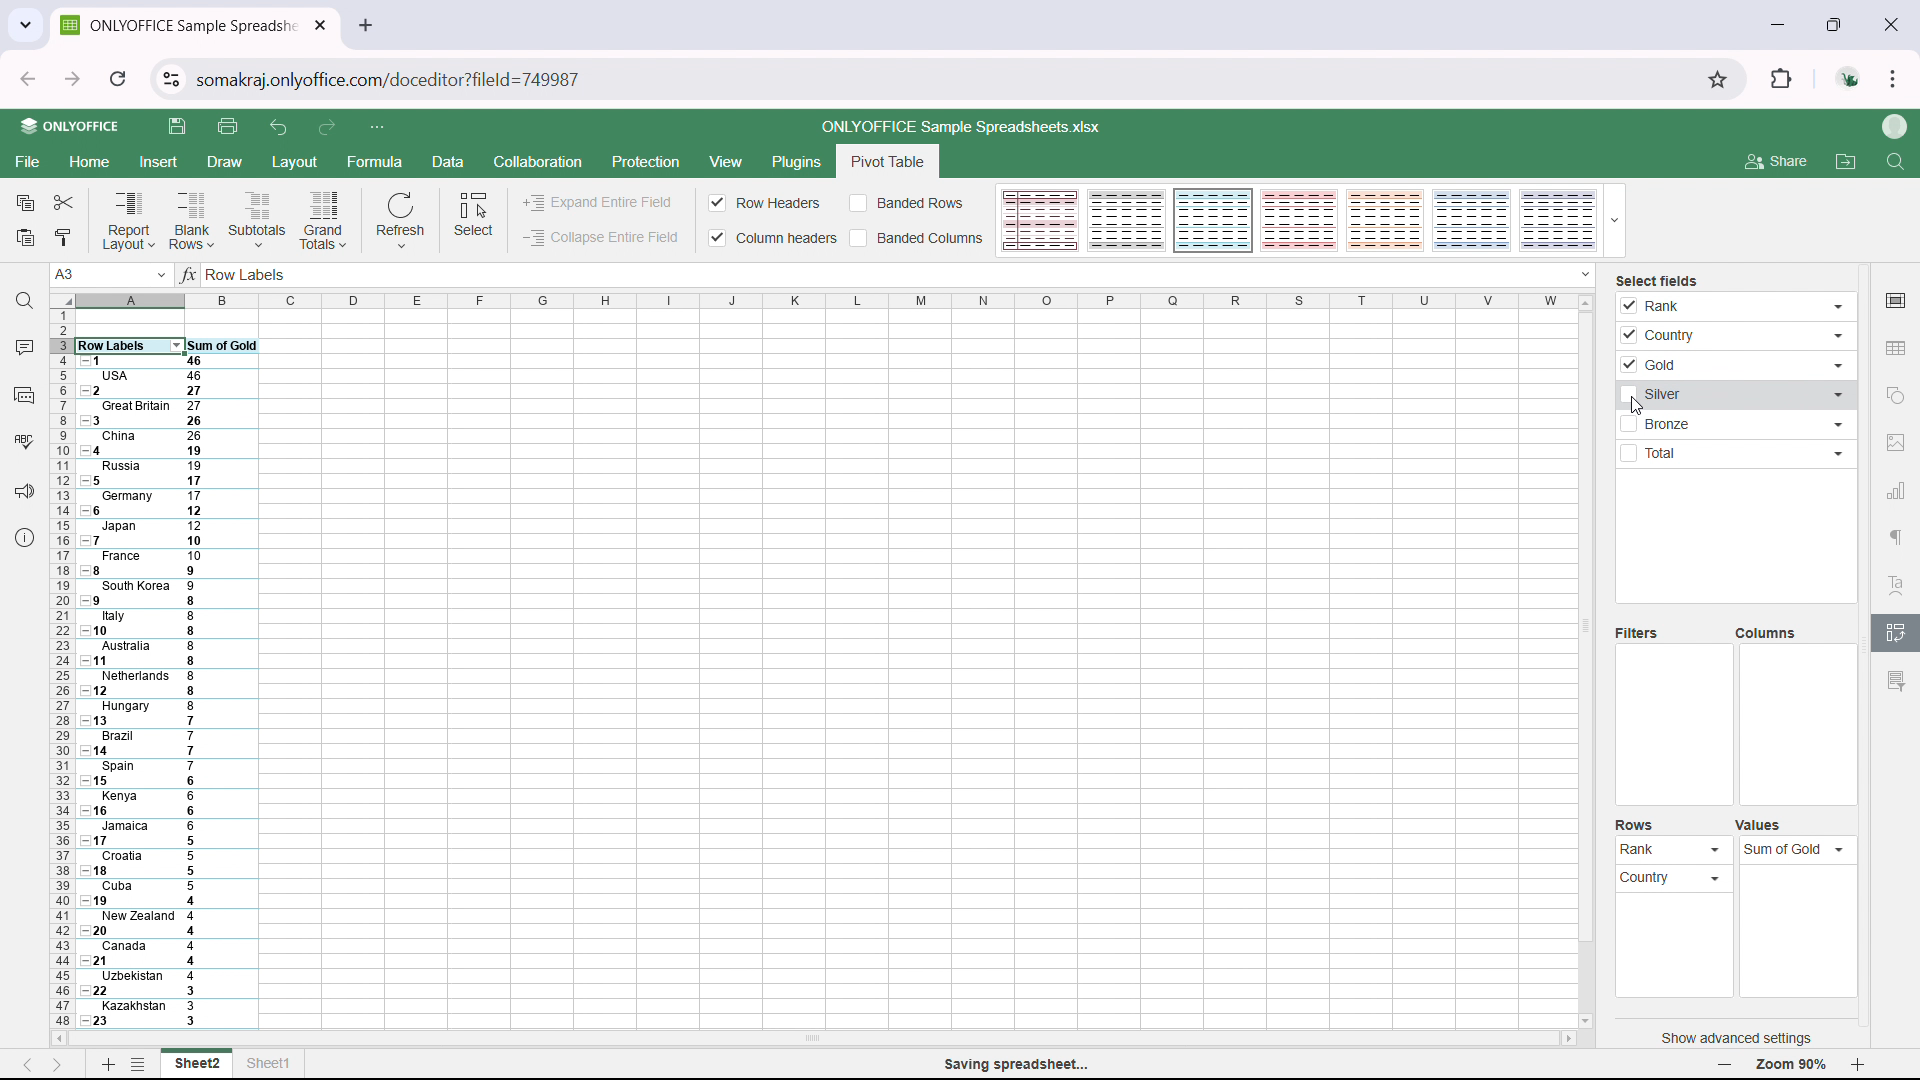 ONLYOFFICE Sample Spreadshe
somakraj.onlyoffice.com/doceditor?fileId=749987
ONLYOFFICE
ONLYOFFICE Sample Spreadsheets.xlsx
File Home Insert Draw Layout Formula Data Collaboration Protection View Plugins Pivot Table Share
Report Layout Blank Rows Subtotals Grand Totals Refresh Select Expand Entire Field Row Headers Banded Rows
Collapse Entire Field Column headers Banded Columns
A3 fx Row Labels
A B C D E F G H I J K L M N O P Q R S T U V W
1
2
3 Row Labels Sum of Gold
4 1 46
5 USA 46
6 2 27
7 Great Britain 27
8 3 26
9 China 26
10 4 19
11 Russia 19
12 5 17
13 Germany 17
14 6 12
15 Japan 12
16 7 10
17 France 10
18 8 9
19 South Korea 9
20 9 8
21 Italy 8
22 10 8
23 Australia 8
24 11 8
25 Netherlands 8
26 12 8
27 Hungary 8
28 13 7
29 Brazil 7
30 14 7
31 Spain 7
32 15 6
33 Kenya 6
34 16 6
35 Jamaica 6
36 17 5
37 Croatia 5
38 18 5
39 Cuba 5
40 19 4
41 New Zealand 4
42 20 4
43 Canada 4
44 21 4
45 Uzbekistan 4
46 22 3
47 Kazakhstan 3
48 23 3
Select fields
Rank
Country
Gold
Silver
Bronze
Total
Filters Columns
Rows Values
Rank Sum of Gold
Country
Show advanced settings
ABC
Ta
Sheet2 Sheet1 Saving spreadsheet... Zoom 90%